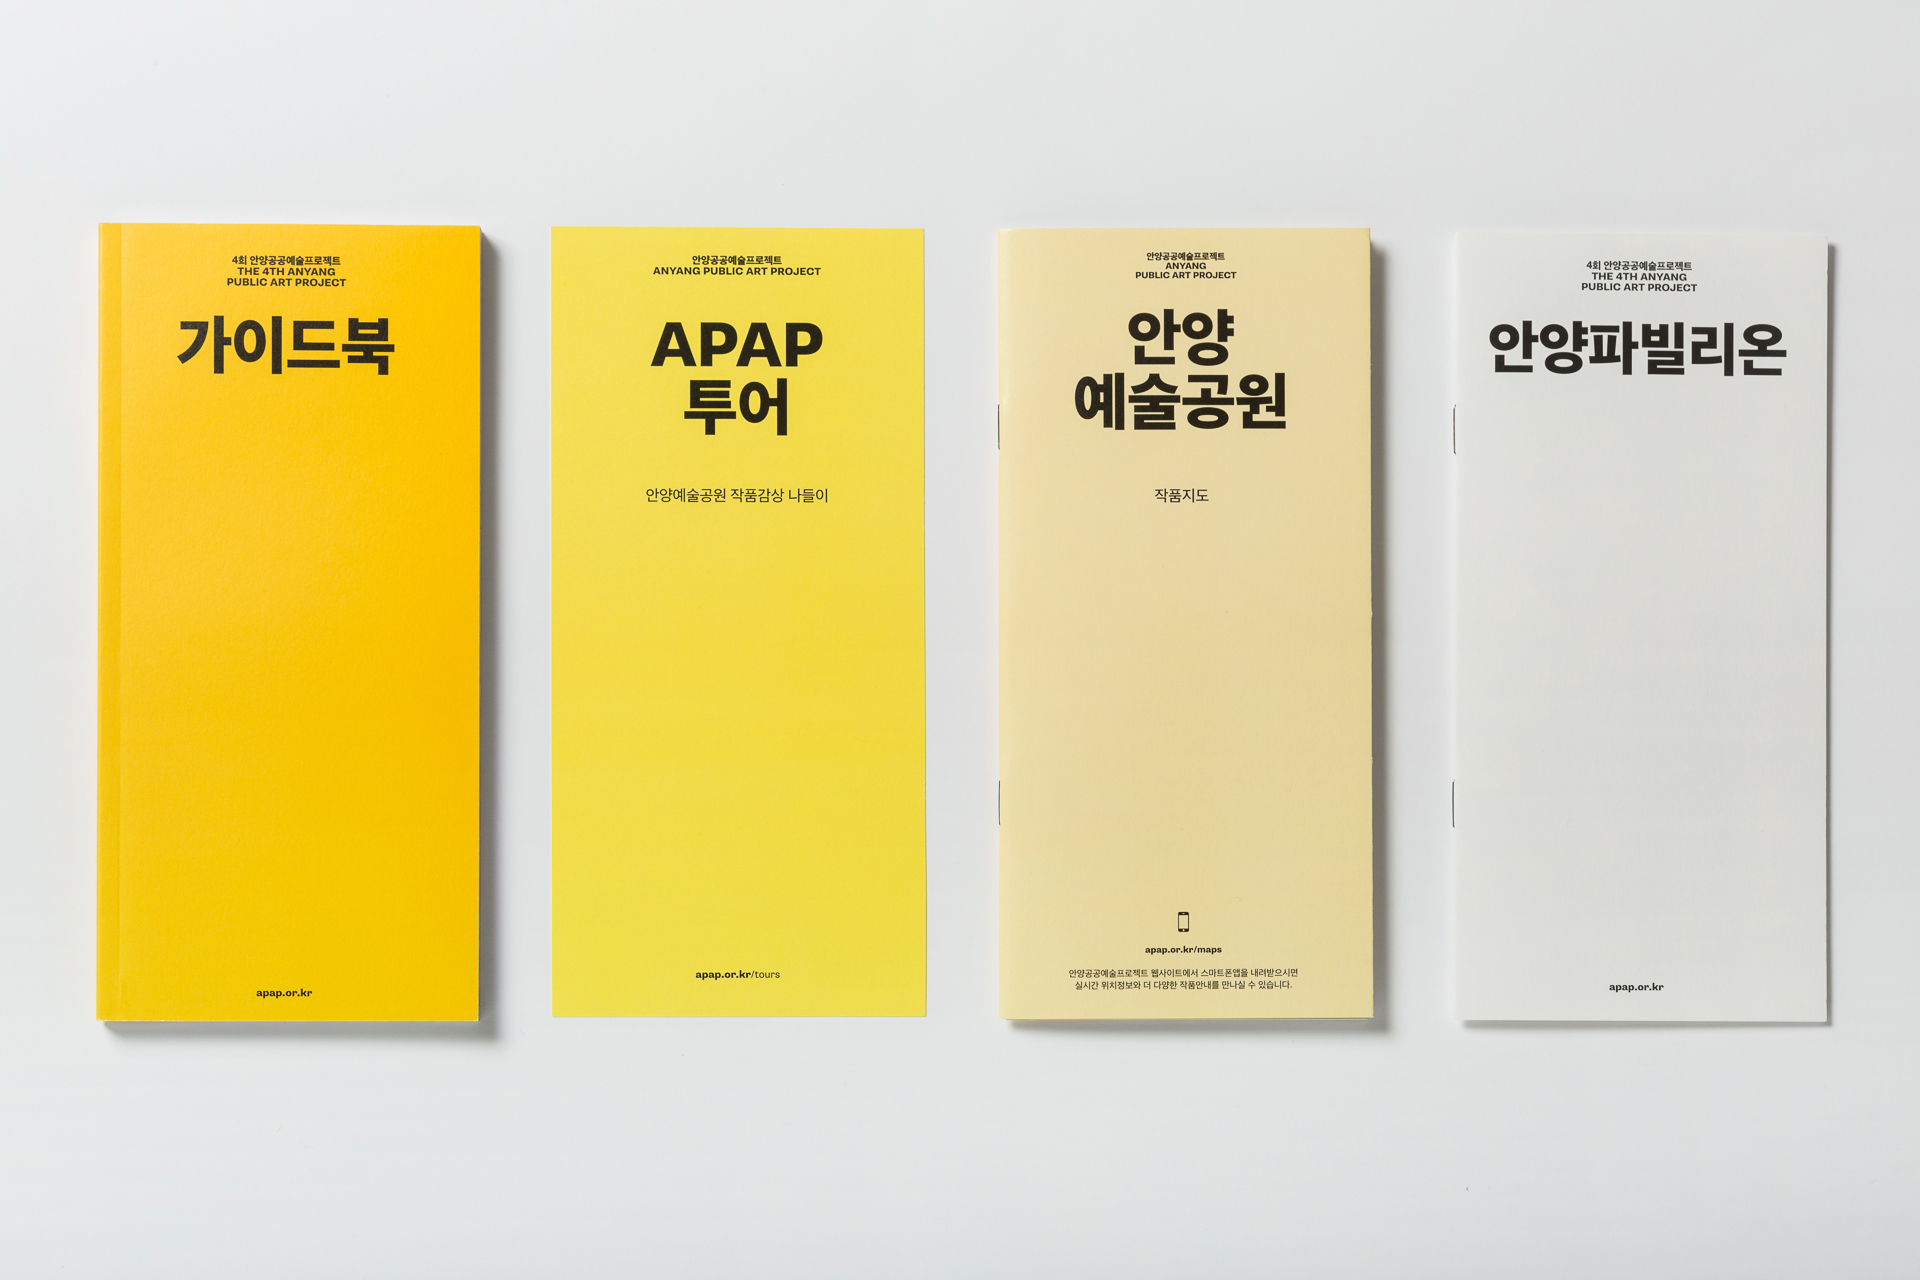 4회 안양공공예술프로젝트
THE 4TH ANYANG
PUBLIC ART PROJECT
가이드북
apap.or.kr
안양공공예술프로젝트
ANYANG PUBLIC ART PROJECT
APAP
투어
안양예술공원 작품감상 나들이
apap.or.kr/tours
안양공공예술프로젝트
ANYANG
PUBLIC ART PROJECT
안양
예술공원
작품지도
apap.or.kr/maps
안양공공예술프로젝트 웹사이트에서 스마트폰앱을 내려받으시면
실시간 위치정보와 더 다양한 작품안내를 만나실 수 있습니다.
4회 안양공공예술프로젝트
THE 4TH ANYANG
PUBLIC ART PROJECT
안양파빌리온
apap.or.kr